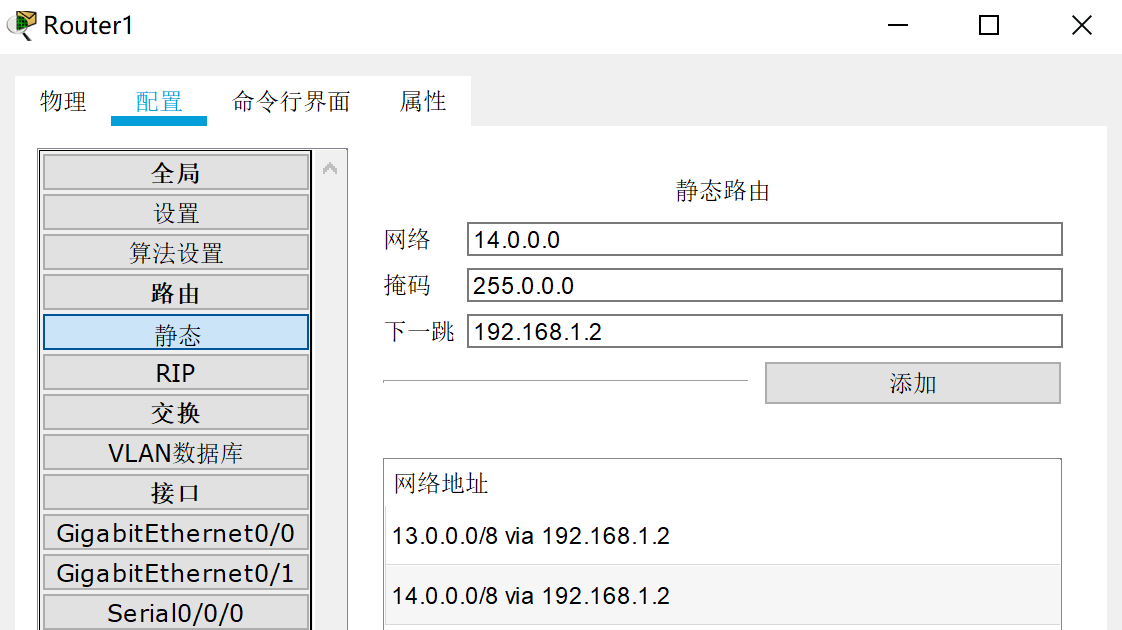 Router1
物理 配置 命令行界面 属性
全局
设置
算法设置
路由
静态
RIP
交换
VLAN数据库
接口
GigabitEthernet0/0
GigabitEthernet0/1
Serial0/0/0
静态路由
网络 14.0.0.0
掩码 255.0.0.0
下一跳 192.168.1.2
添加
网络地址
13.0.0.0/8 via 192.168.1.2
14.0.0.0/8 via 192.168.1.2